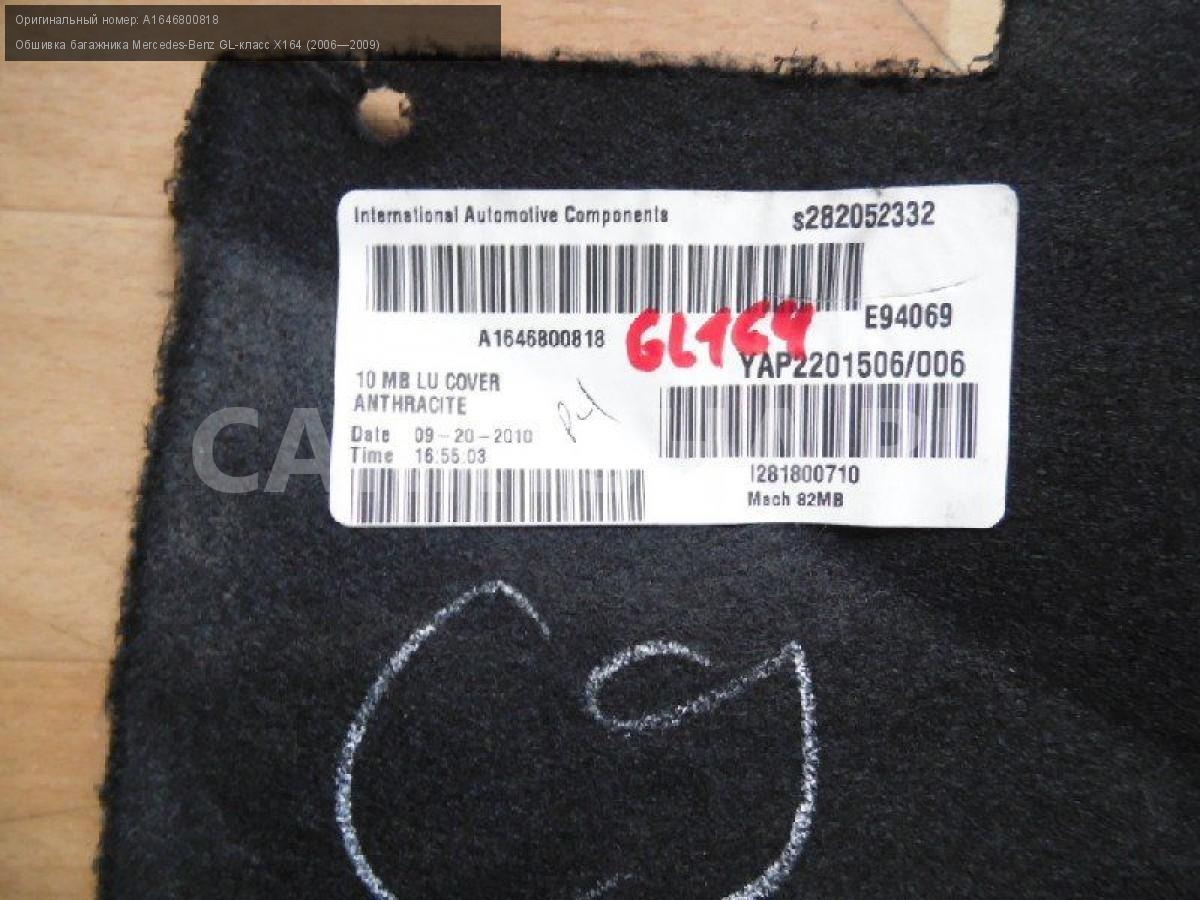 Оригинальный номер: A1646800818
Обшивка багажника Mercedes-Benz GL-класс X164 (2006—2009)
International Automotive Components s282052332
E94069
A1646800818 GL164
YAP2201506/006
10 MB LU COVER
ANTHRACITE
Date 09-20-2010
Time 16:55:03
I281800710
Mach 82MB